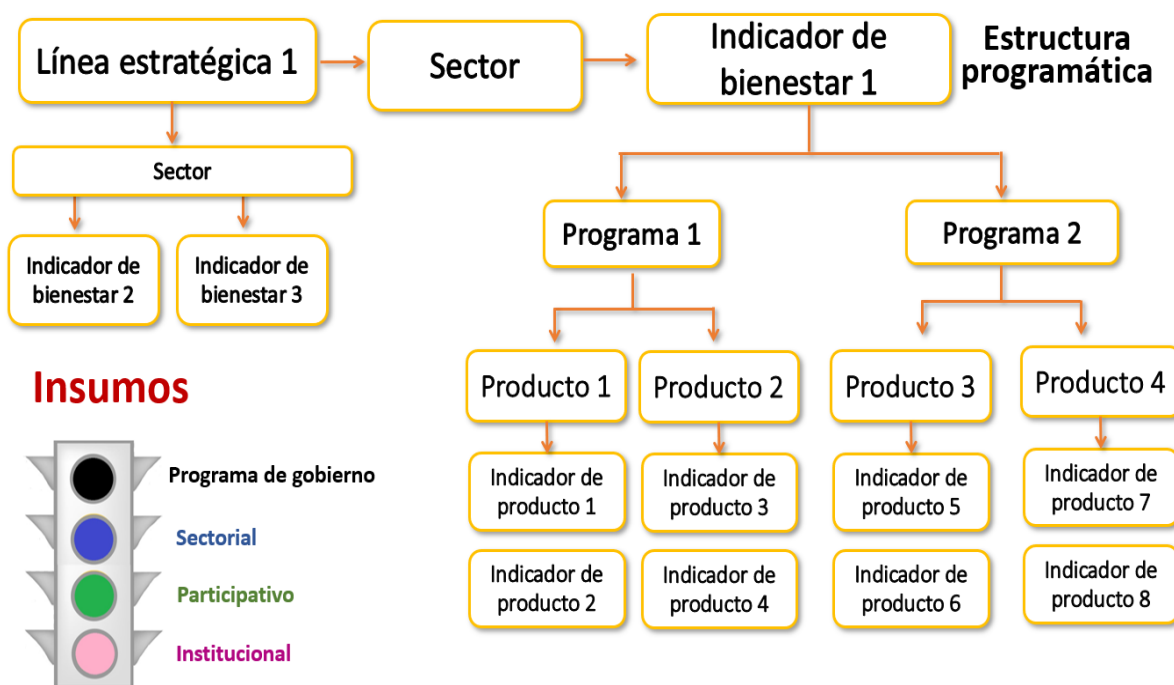 Línea estratégica 1
Sector
Indicador de
bienestar 1
Estructura
programática
Sector
Indicador de
bienestar 2
Indicador de
bienestar 3
Programa 1
Programa 2
Producto 1
Producto 2
Producto 3
Producto 4
Indicador de
producto 1
Indicador de
producto 3
Indicador de
producto 5
Indicador de
producto 7
Indicador de
producto 2
Indicador de
producto 4
Indicador de
producto 6
Indicador de
producto 8
Insumos
Programa de gobierno
Sectorial
Participativo
Institucional